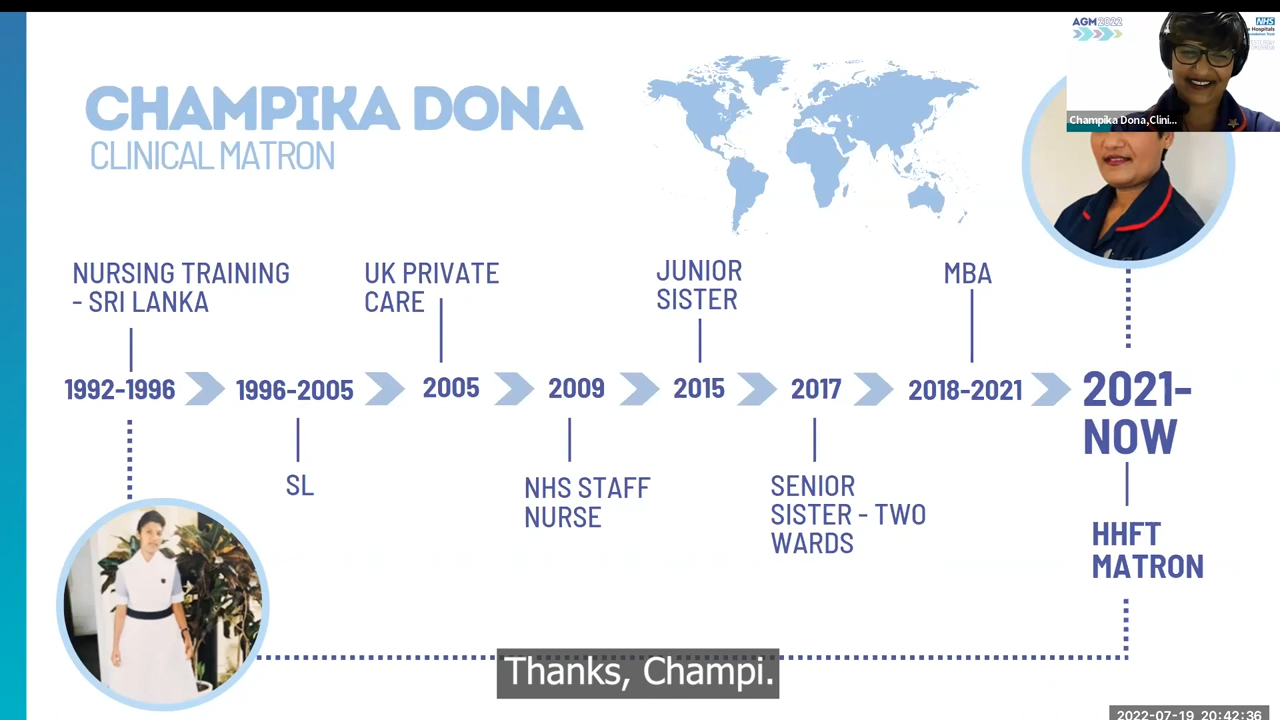 AGM2022
NHS
CHAMPIKA DONA
CLINICAL MATRON
Champika Dona,Clini...
NURSING TRAINING
- SRI LANKA
UK PRIVATE
CARE
JUNIOR
SISTER
MBA
1992-1996
1996-2005
2005
2009
2015
2017
2018-2021
2021-
NOW
SL
NHS STAFF
NURSE
SENIOR
SISTER - TWO
WARDS
HHFT
MATRON
Thanks, Champi.
2022-07-19 20:42:36